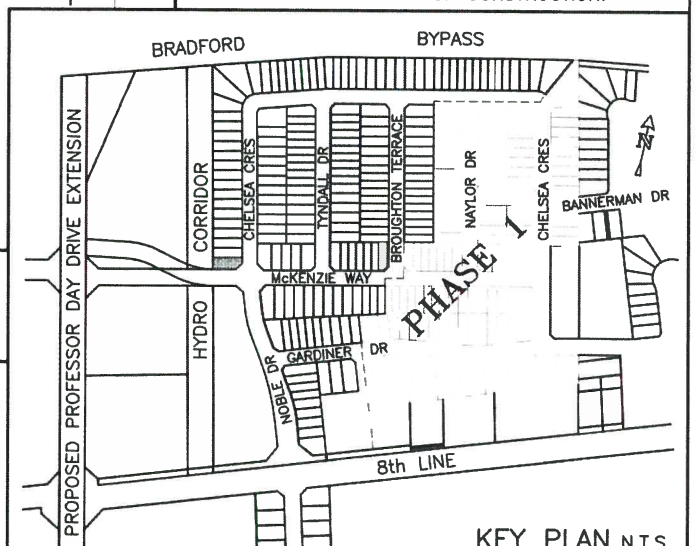 BRADFORD BYPASS
PROPOSED PROFESSOR DAY DRIVE EXTENSION
HYDRO CORRIDOR
CHELSEA CRES
TYNDALL DR
BROUGHTON TERRACE
NAYLOR DR
CHELSEA CRES
BANNERMAN DR
N
McKENZIE WAY
PHASE 1
GARDINER DR
NOBLE DR
8th LINE
KEY PLAN N.T.S.